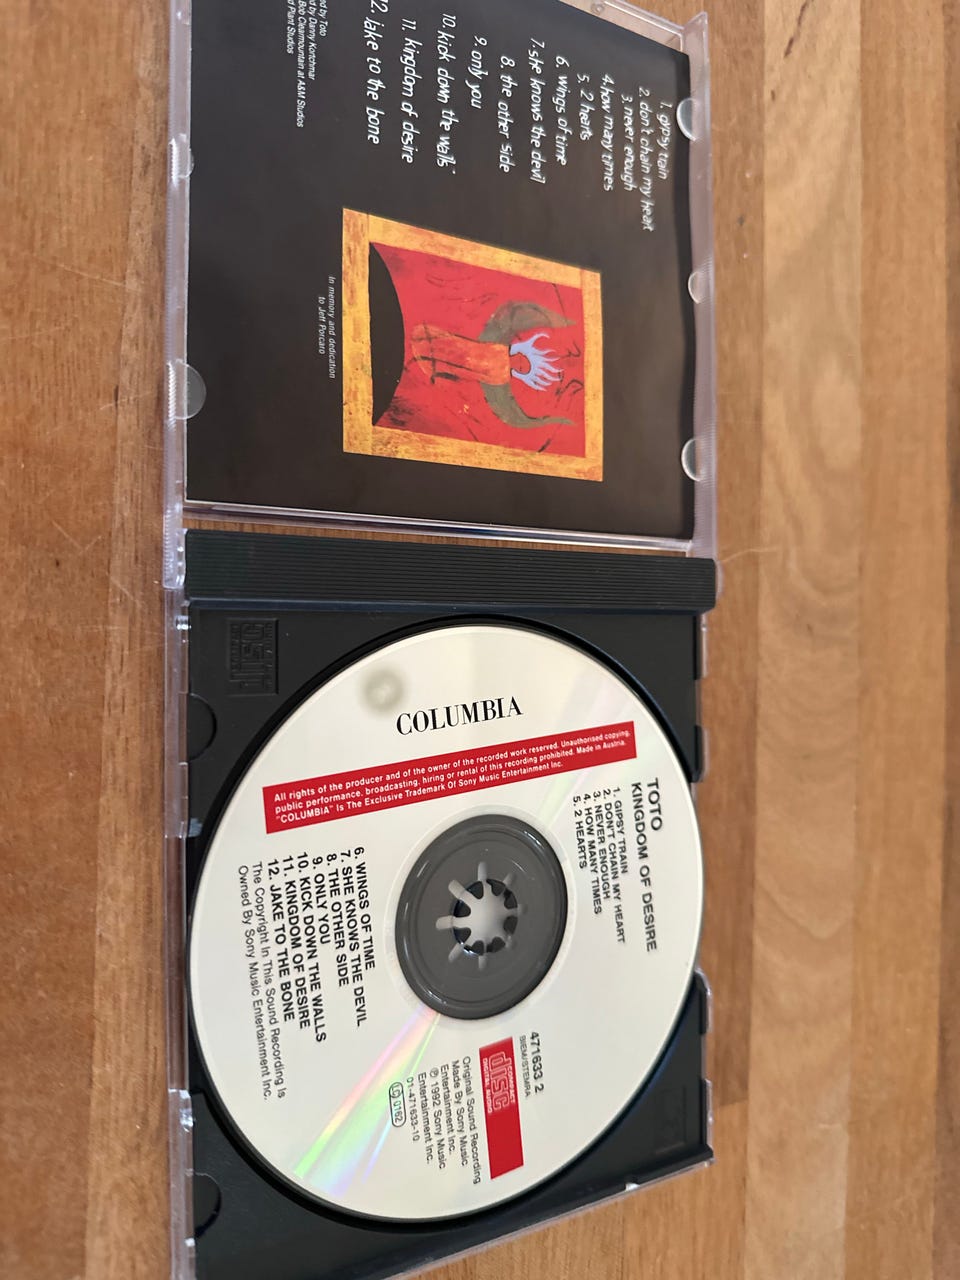 1. gipsy train
2. don't chain my heart
3. never enough
4. how many times
5. 2 hearts
6. wings of time
7. she knows the devil
8. the other side
9. only you
10. kick down the walls
11. kingdom of desire
12. jake to the bone
by Toto
by Danny Kortchmar
Bob Clearmountain at A&M Studios
Plant Studios
In memory and dedication
to Jeff Porcaro
COLUMBIA
All rights of the producer and of the owner of the recorded work reserved. Unauthorised copying,
public performance, broadcasting, hiring or rental of this recording prohibited. Made in Austria.
"COLUMBIA" Is The Exclusive Trademark Of Sony Music Entertainment Inc.
TOTO
KINGDOM OF DESIRE
1. GIPSY TRAIN
2. DON'T CHAIN MY HEART
3. NEVER ENOUGH
4. HOW MANY TIMES
5. 2 HEARTS
471633 2
BIEM/STEMRA
COMPACT
disc
DIGITAL AUDIO
Original Sound Recording
Made By Sony Music
Entertainment Inc.
℗ 1992 Sony Music
Entertainment Inc.
01-471633-10
LC 0162
6. WINGS OF TIME
7. SHE KNOWS THE DEVIL
8. THE OTHER SIDE
9. ONLY YOU
10. KICK DOWN THE WALLS
11. KINGDOM OF DESIRE
12. JAKE TO THE BONE
The Copyright In This Sound Recording is
Owned By Sony Music Entertainment Inc.